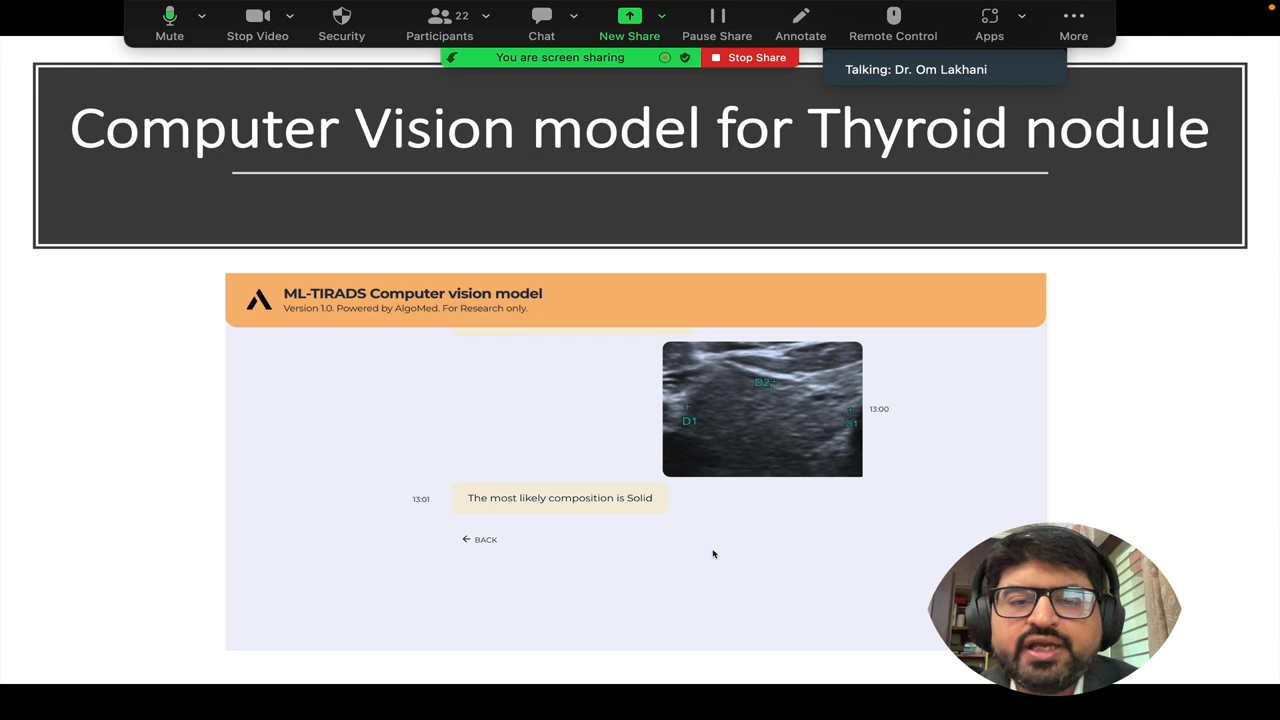 Mute
Stop Video
Security
22
Participants
Chat
New Share
Pause Share
Annotate
Remote Control
Apps
More
You are screen sharing
Stop Share
Talking: Dr. Om Lakhani
Computer Vision model for Thyroid nodule
ML-TIRADS Computer vision model
Version 1.0. Powered by AlgoMed. For Research only.
D2+
D1
D1
13:00
13:01
The most likely composition is Solid
BACK